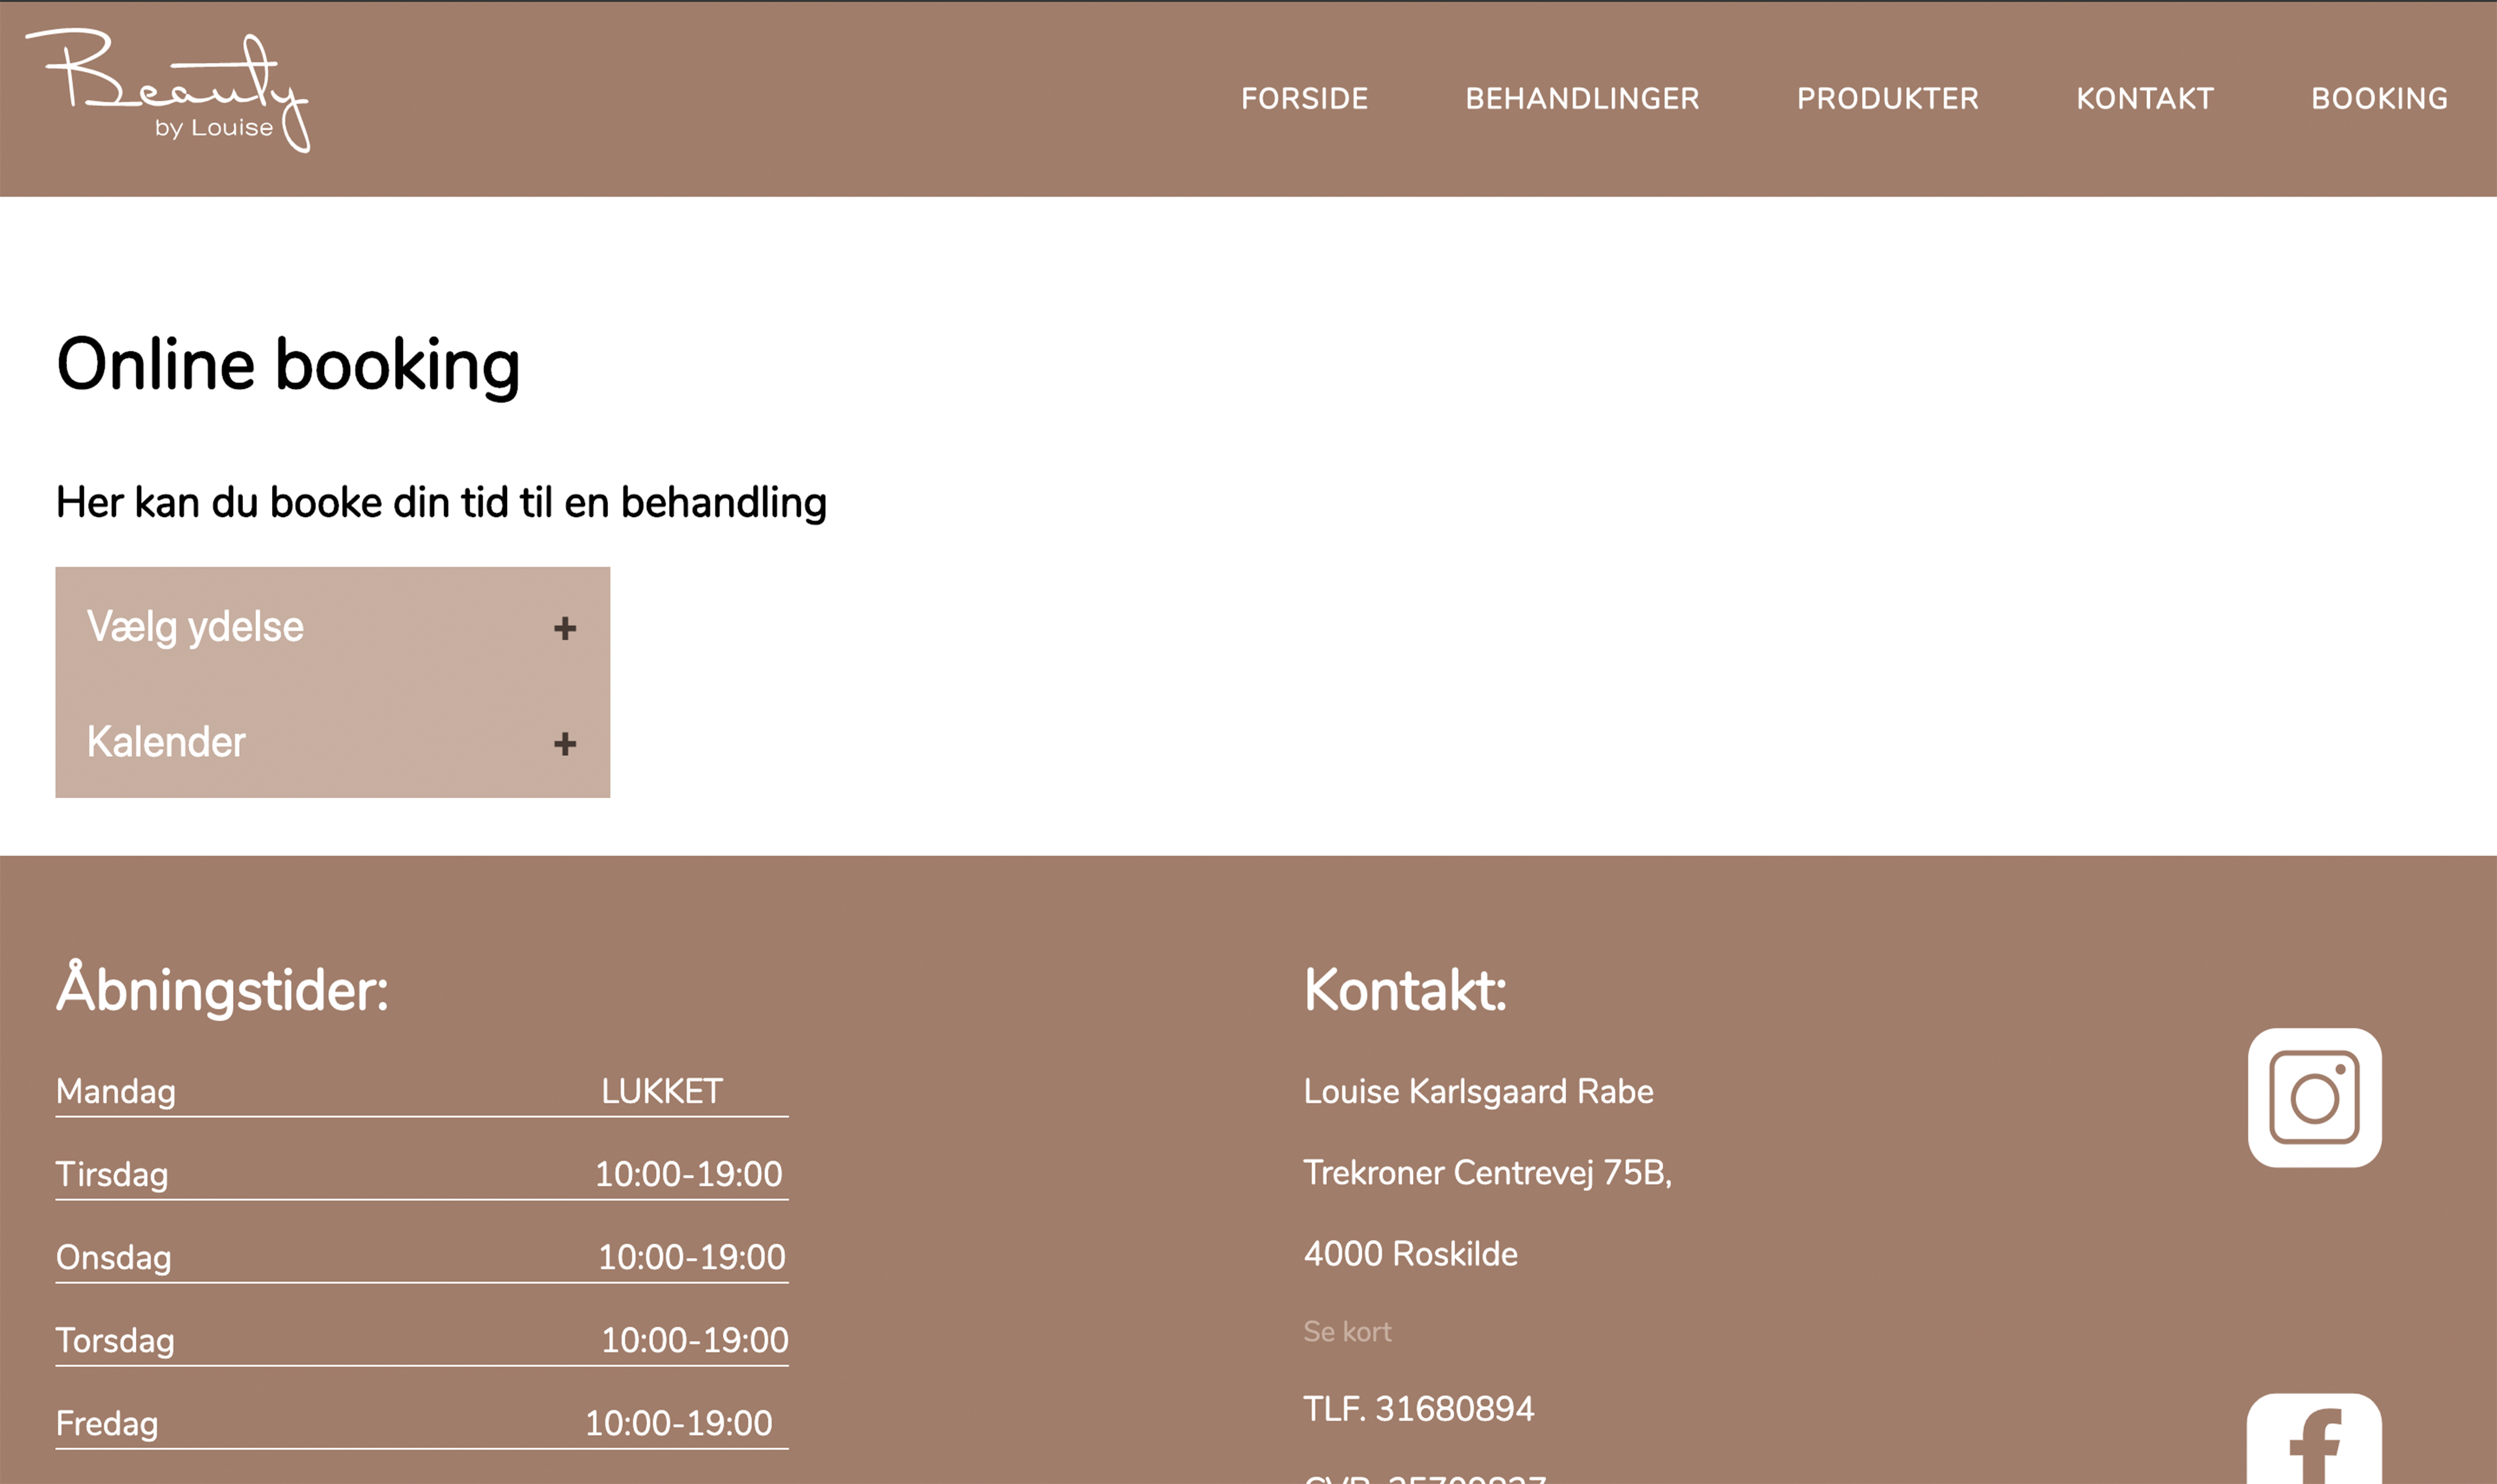 Beauty
by Louise
FORSIDE BEHANDLINGER PRODUKTER KONTAKT BOOKING
Online booking
Her kan du booke din tid til en behandling
Vælg ydelse +
Kalender +
Åbningstider:
Mandag LUKKET
Tirsdag 10:00-19:00
Onsdag 10:00-19:00
Torsdag 10:00-19:00
Fredag 10:00-19:00
Kontakt:
Louise Karlsgaard Rabe
Trekroner Centrevej 75B,
4000 Roskilde
Se kort
TLF. 31680894